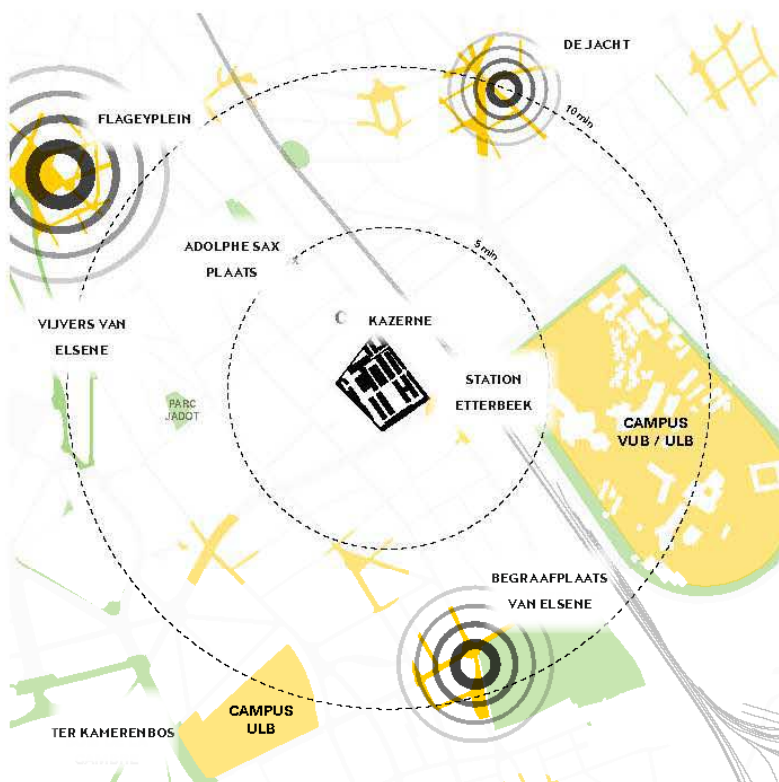 DE JACHT
10 min
FLAGEYPLEIN
ADOLPHE SAX
PLAATS
5 min
VIJVERS VAN
ELSENE
KAZERNE
STATION
ETTERBEEK
PARC
JADOT
CAMPUS
VUB / ULB
BEGRAAFPLAATS
VAN ELSENE
CAMPUS
ULB
TER KAMERENBOS